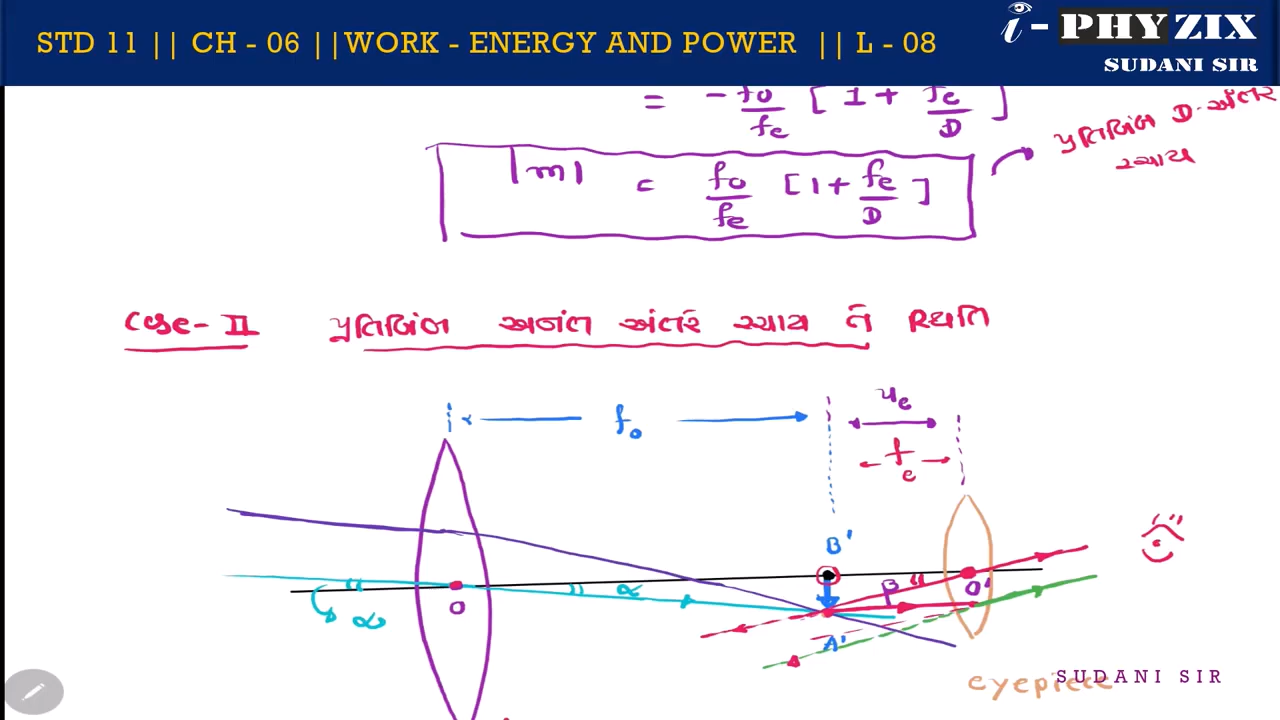 STD 11 || CH - 06 ||WORK - ENERGY AND POWER || L - 08
i-PHYZIX
SUDANI SIR
= - fo/fe [ 1 + fe/D ]
|m| = fo/fe [ 1 + fe/D ]
પ્રતિબિંબ D-અંતરે
રચાય
Case- II પ્રતિબિંબ અનંત અંતરે રચાય તે સ્થિતિ
fo
ue
fe
B'
α
β
O
O'
α
A'
eyepiece
SUDANI SIR